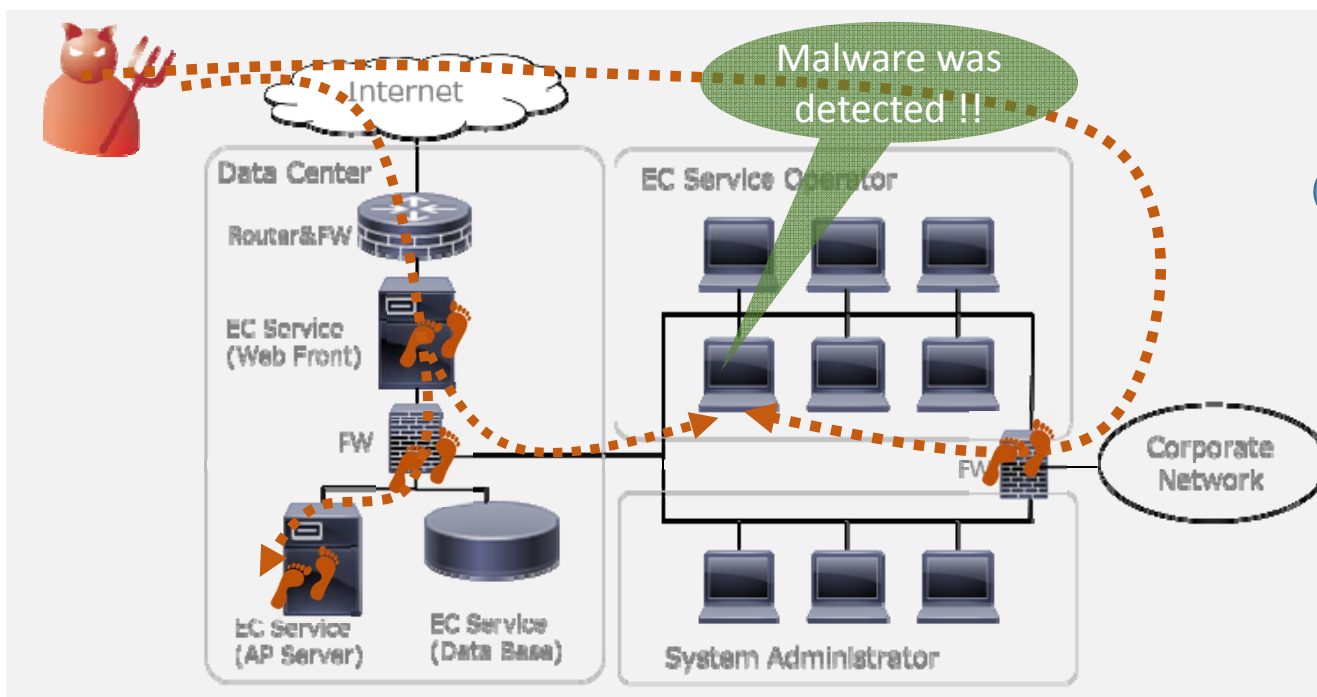 Malware was
detected !!
Internet
Data Center
EC Service Operator
Router&FW
EC Service
(Web Front)
FW
FW
Corporate
Network
EC Service
(AP Server)
EC Service
(Data Base)
System Administrator